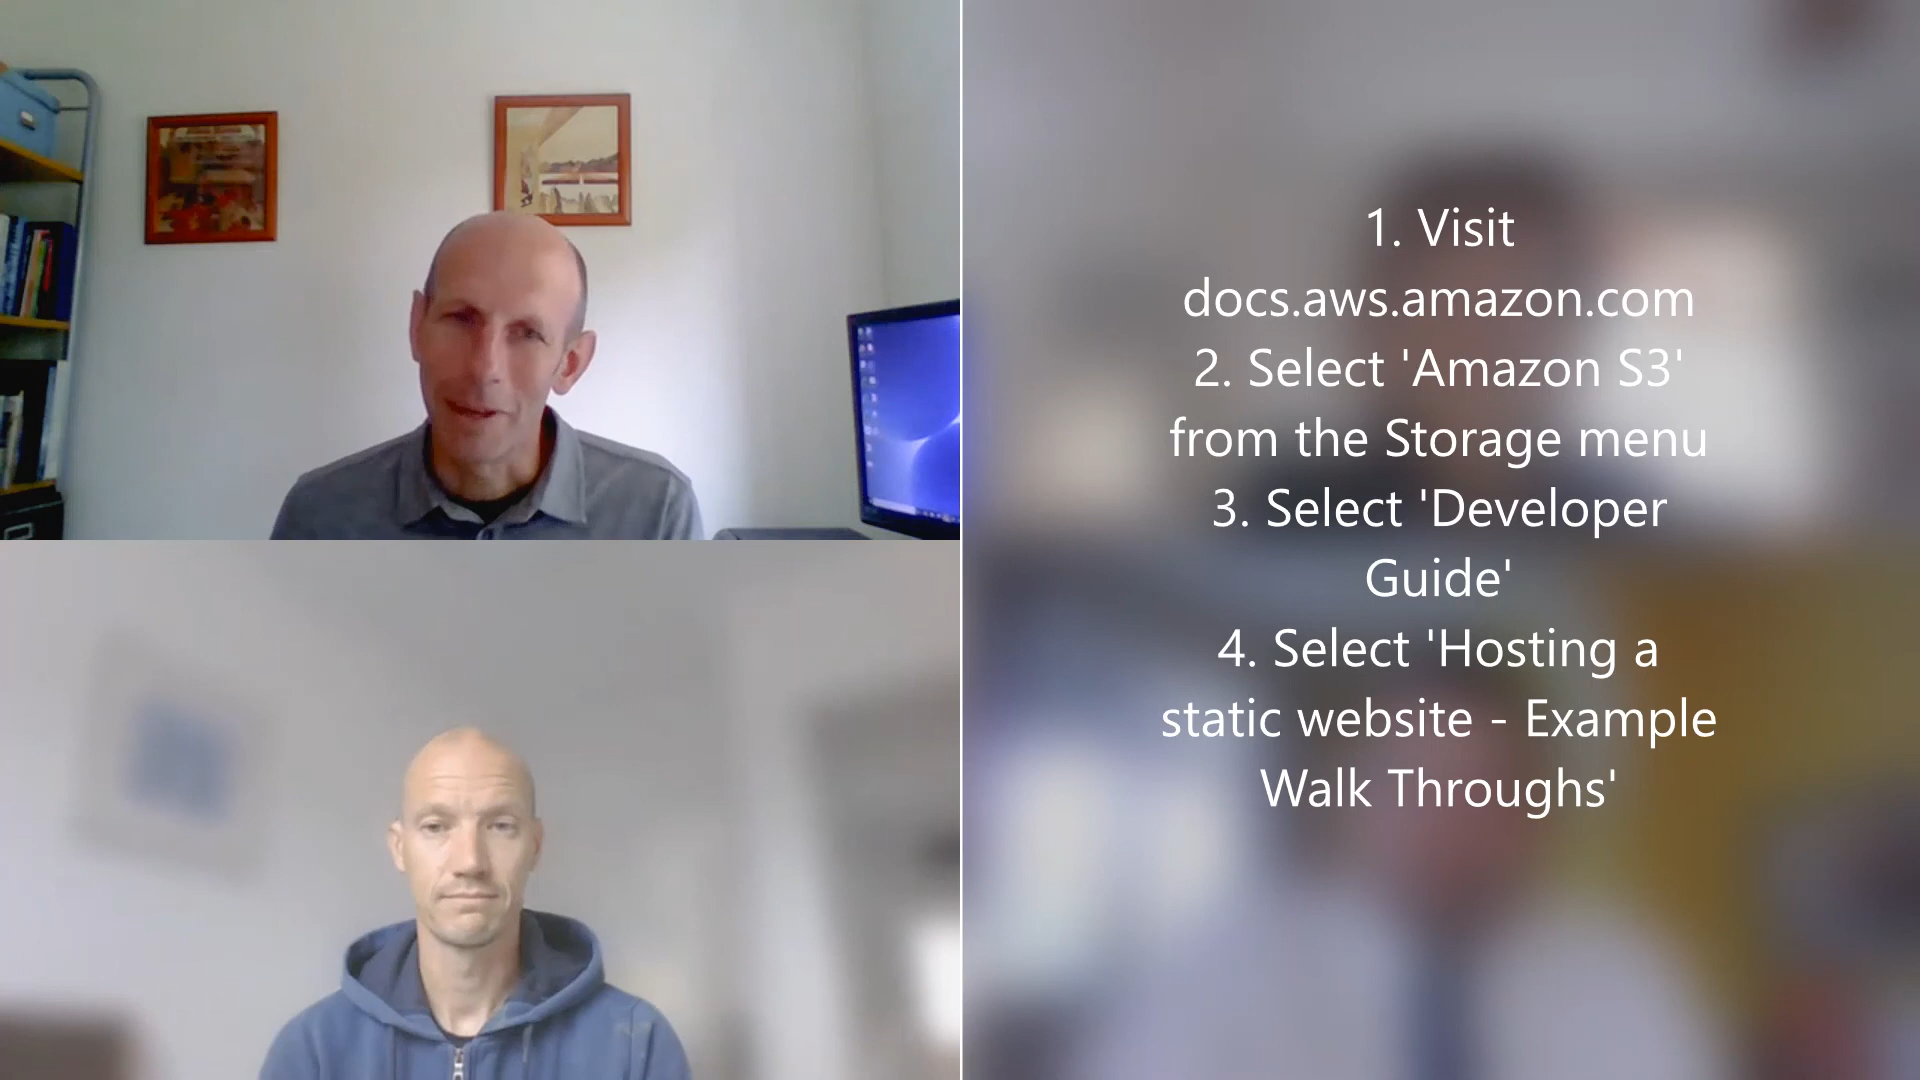 1. Visit
docs.aws.amazon.com
2. Select 'Amazon S3'
from the Storage menu
3. Select 'Developer
Guide'
4. Select 'Hosting a
static website - Example
Walk Throughs'